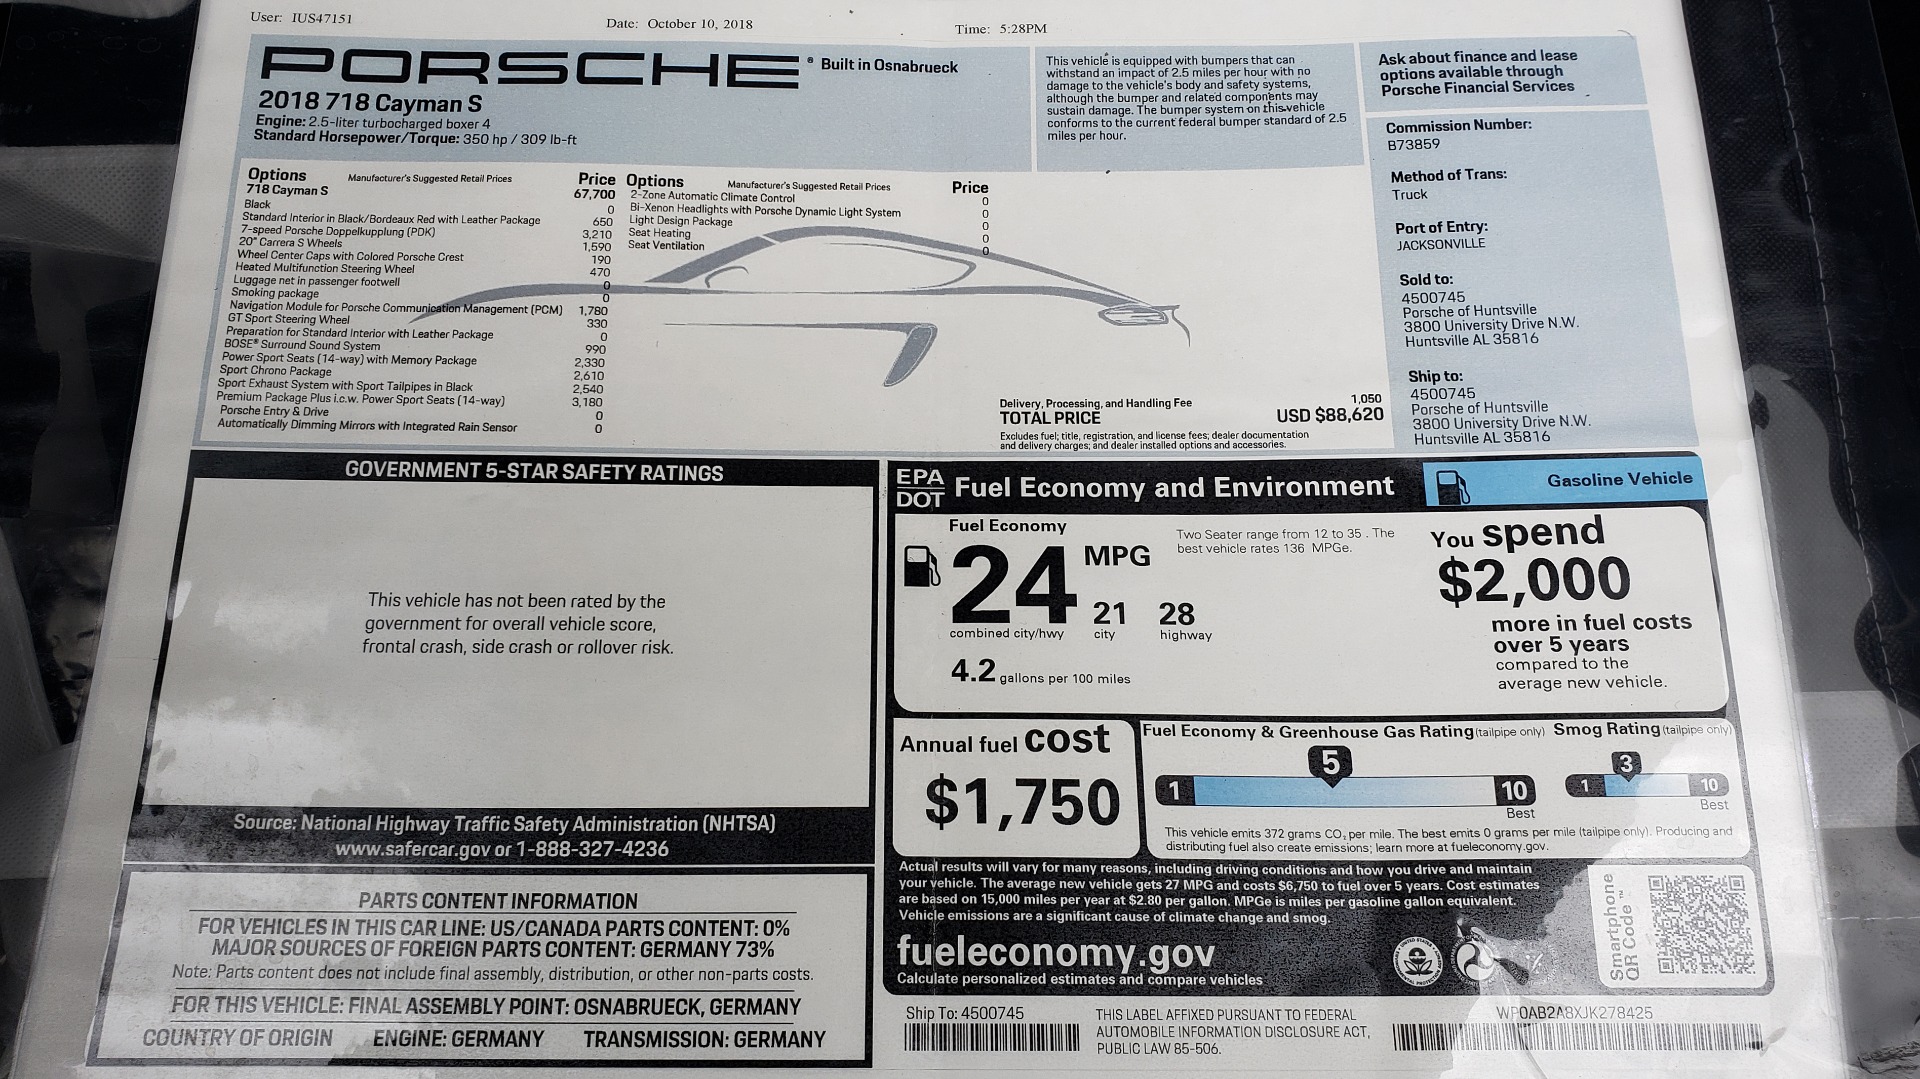 User: IUS47151
Date: October 10, 2018
Time: 5:28PM
PORSCHE® Built in Osnabrueck
2018 718 Cayman S
Engine: 2.5-liter turbocharged boxer 4
Standard Horsepower/Torque: 350 hp / 309 lb-ft
This vehicle is equipped with bumpers that can
withstand an impact of 2.5 miles per hour with no
damage to the vehicle's body and safety systems,
although the bumper and related components may
sustain damage. The bumper system on this vehicle
conforms to the current federal bumper standard of 2.5
miles per hour.
Ask about finance and lease
options available through
Porsche Financial Services
Commission Number:
B73859
Method of Trans:
Truck
Port of Entry:
JACKSONVILLE
Sold to:
4500745
Porsche of Huntsville
3800 University Drive N.W.
Huntsville AL 35816
Ship to:
4500745
Porsche of Huntsville
3800 University Drive N.W.
Huntsville AL 35816
Options Manufacturer's Suggested Retail Prices Price
718 Cayman S 67,700
Black 0
Standard Interior in Black/Bordeaux Red with Leather Package 650
7-speed Porsche Doppelkupplung (PDK) 3,210
20" Carrera S Wheels 1,590
Wheel Center Caps with Colored Porsche Crest 190
Heated Multifunction Steering Wheel 470
Luggage net in passenger footwell 0
Smoking package 0
Navigation Module for Porsche Communication Management (PCM) 1,780
GT Sport Steering Wheel 330
Preparation for Standard Interior with Leather Package 0
BOSE® Surround Sound System 990
Power Sport Seats (14-way) with Memory Package 2,330
Sport Chrono Package 2,610
Sport Exhaust System with Sport Tailpipes in Black 2,540
Premium Package Plus i.c.w. Power Sport Seats (14-way) 3,180
Porsche Entry & Drive 0
Automatically Dimming Mirrors with Integrated Rain Sensor 0
Options Manufacturer's Suggested Retail Prices Price
2-Zone Automatic Climate Control 0
Bi-Xenon Headlights with Porsche Dynamic Light System 0
Light Design Package 0
Seat Heating 0
Seat Ventilation 0
Delivery, Processing, and Handling Fee 1,050
TOTAL PRICE USD $88,620
Excludes fuel; title, registration, and license fees; dealer documentation
and delivery charges; and dealer installed options and accessories.
GOVERNMENT 5-STAR SAFETY RATINGS
This vehicle has not been rated by the
government for overall vehicle score,
frontal crash, side crash or rollover risk.
Source: National Highway Traffic Safety Administration (NHTSA)
www.safercar.gov or 1-888-327-4236
PARTS CONTENT INFORMATION
FOR VEHICLES IN THIS CAR LINE: US/CANADA PARTS CONTENT: 0%
MAJOR SOURCES OF FOREIGN PARTS CONTENT: GERMANY 73%
Note: Parts content does not include final assembly, distribution, or other non-parts costs.
FOR THIS VEHICLE: FINAL ASSEMBLY POINT: OSNABRUECK, GERMANY
COUNTRY OF ORIGIN ENGINE: GERMANY TRANSMISSION: GERMANY
EPA
DOT
Fuel Economy and Environment
Gasoline Vehicle
Fuel Economy
24 MPG
combined city/hwy
21
city
28
highway
4.2 gallons per 100 miles
Two Seater range from 12 to 35 . The
best vehicle rates 136 MPGe.
You spend
$2,000
more in fuel costs
over 5 years
compared to the
average new vehicle.
Annual fuel cost
$1,750
Fuel Economy & Greenhouse Gas Rating (tailpipe only)
1 5 10
Best
Smog Rating (tailpipe only)
1 3 10
Best
This vehicle emits 372 grams CO2 per mile. The best emits 0 grams per mile (tailpipe only). Producing and
distributing fuel also create emissions; learn more at fueleconomy.gov.
Actual results will vary for many reasons, including driving conditions and how you drive and maintain
your vehicle. The average new vehicle gets 27 MPG and costs $6,750 to fuel over 5 years. Cost estimates
are based on 15,000 miles per year at $2.80 per gallon. MPGe is miles per gasoline gallon equivalent.
Vehicle emissions are a significant cause of climate change and smog.
fueleconomy.gov
Calculate personalized estimates and compare vehicles
Smartphone
QR Code™
Ship To: 4500745
THIS LABEL AFFIXED PURSUANT TO FEDERAL
AUTOMOBILE INFORMATION DISCLOSURE ACT,
PUBLIC LAW 85-506.
WP0AB2A8XJK278425